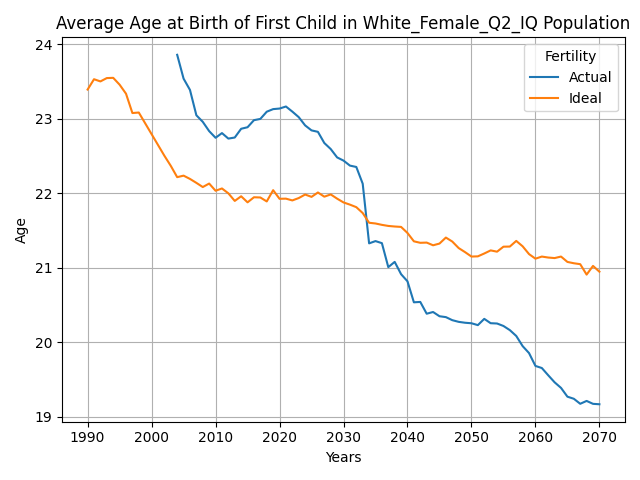 Average Age at Birth of First Child in White_Female_Q2_IQ Population
Fertility
Actual
Ideal
24
23
22
21
20
19
Age
1990 2000 2010 2020 2030 2040 2050 2060 2070
Years